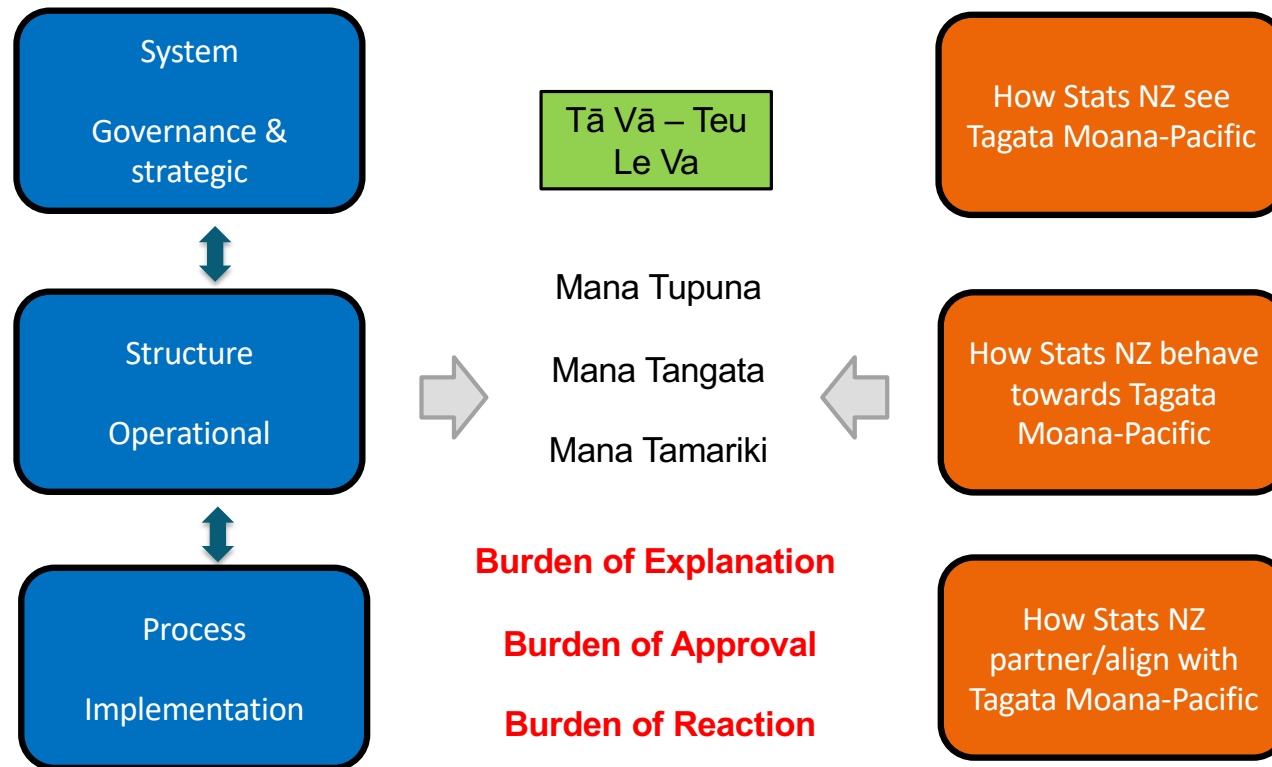 System
Governance &
strategic
Structure
Operational
Process
Implementation
Tā Vā – Teu
Le Va
Mana Tupuna
Mana Tangata
Mana Tamariki
Burden of Explanation
Burden of Approval
Burden of Reaction
How Stats NZ see
Tagata Moana-Pacific
How Stats NZ behave
towards Tagata
Moana-Pacific
How Stats NZ
partner/align with
Tagata Moana-Pacific